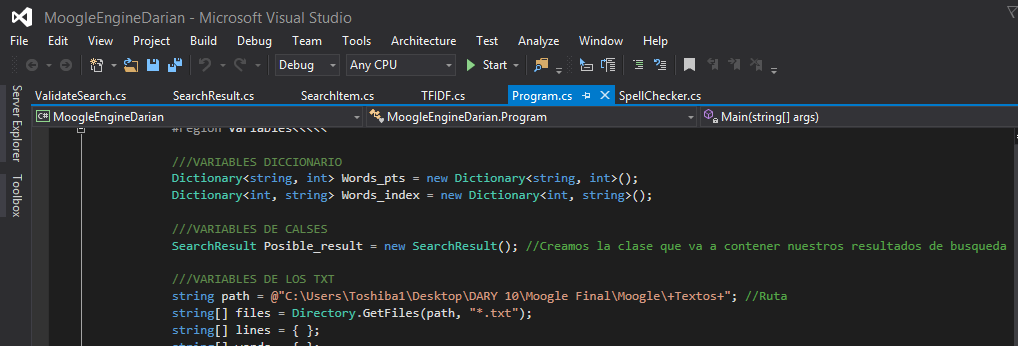 MoogleEngineDarian - Microsoft Visual Studio
File Edit View Project Build Debug Team Tools Architecture Test Analyze Window Help
Debug Any CPU Start
Server Explorer
Toolbox
ValidateSearch.cs SearchResult.cs SearchItem.cs TFIDF.cs Program.cs SpellChecker.cs
C# MoogleEngineDarian MoogleEngineDarian.Program Main(string[] args)
#region Variables<<<<<
///VARIABLES DICCIONARIO
Dictionary<string, int> Words_pts = new Dictionary<string, int>();
Dictionary<int, string> Words_index = new Dictionary<int, string>();
///VARIABLES DE CALSES
SearchResult Posible_result = new SearchResult(); //Creamos la clase que va a contener nuestros resultados de busqueda
///VARIABLES DE LOS TXT
string path = @"C:\Users\Toshiba1\Desktop\DARY 10\Moogle Final\Moogle\+Textos+"; //Ruta
string[] files = Directory.GetFiles(path, "*.txt");
string[] lines = { };
string[] words = { };